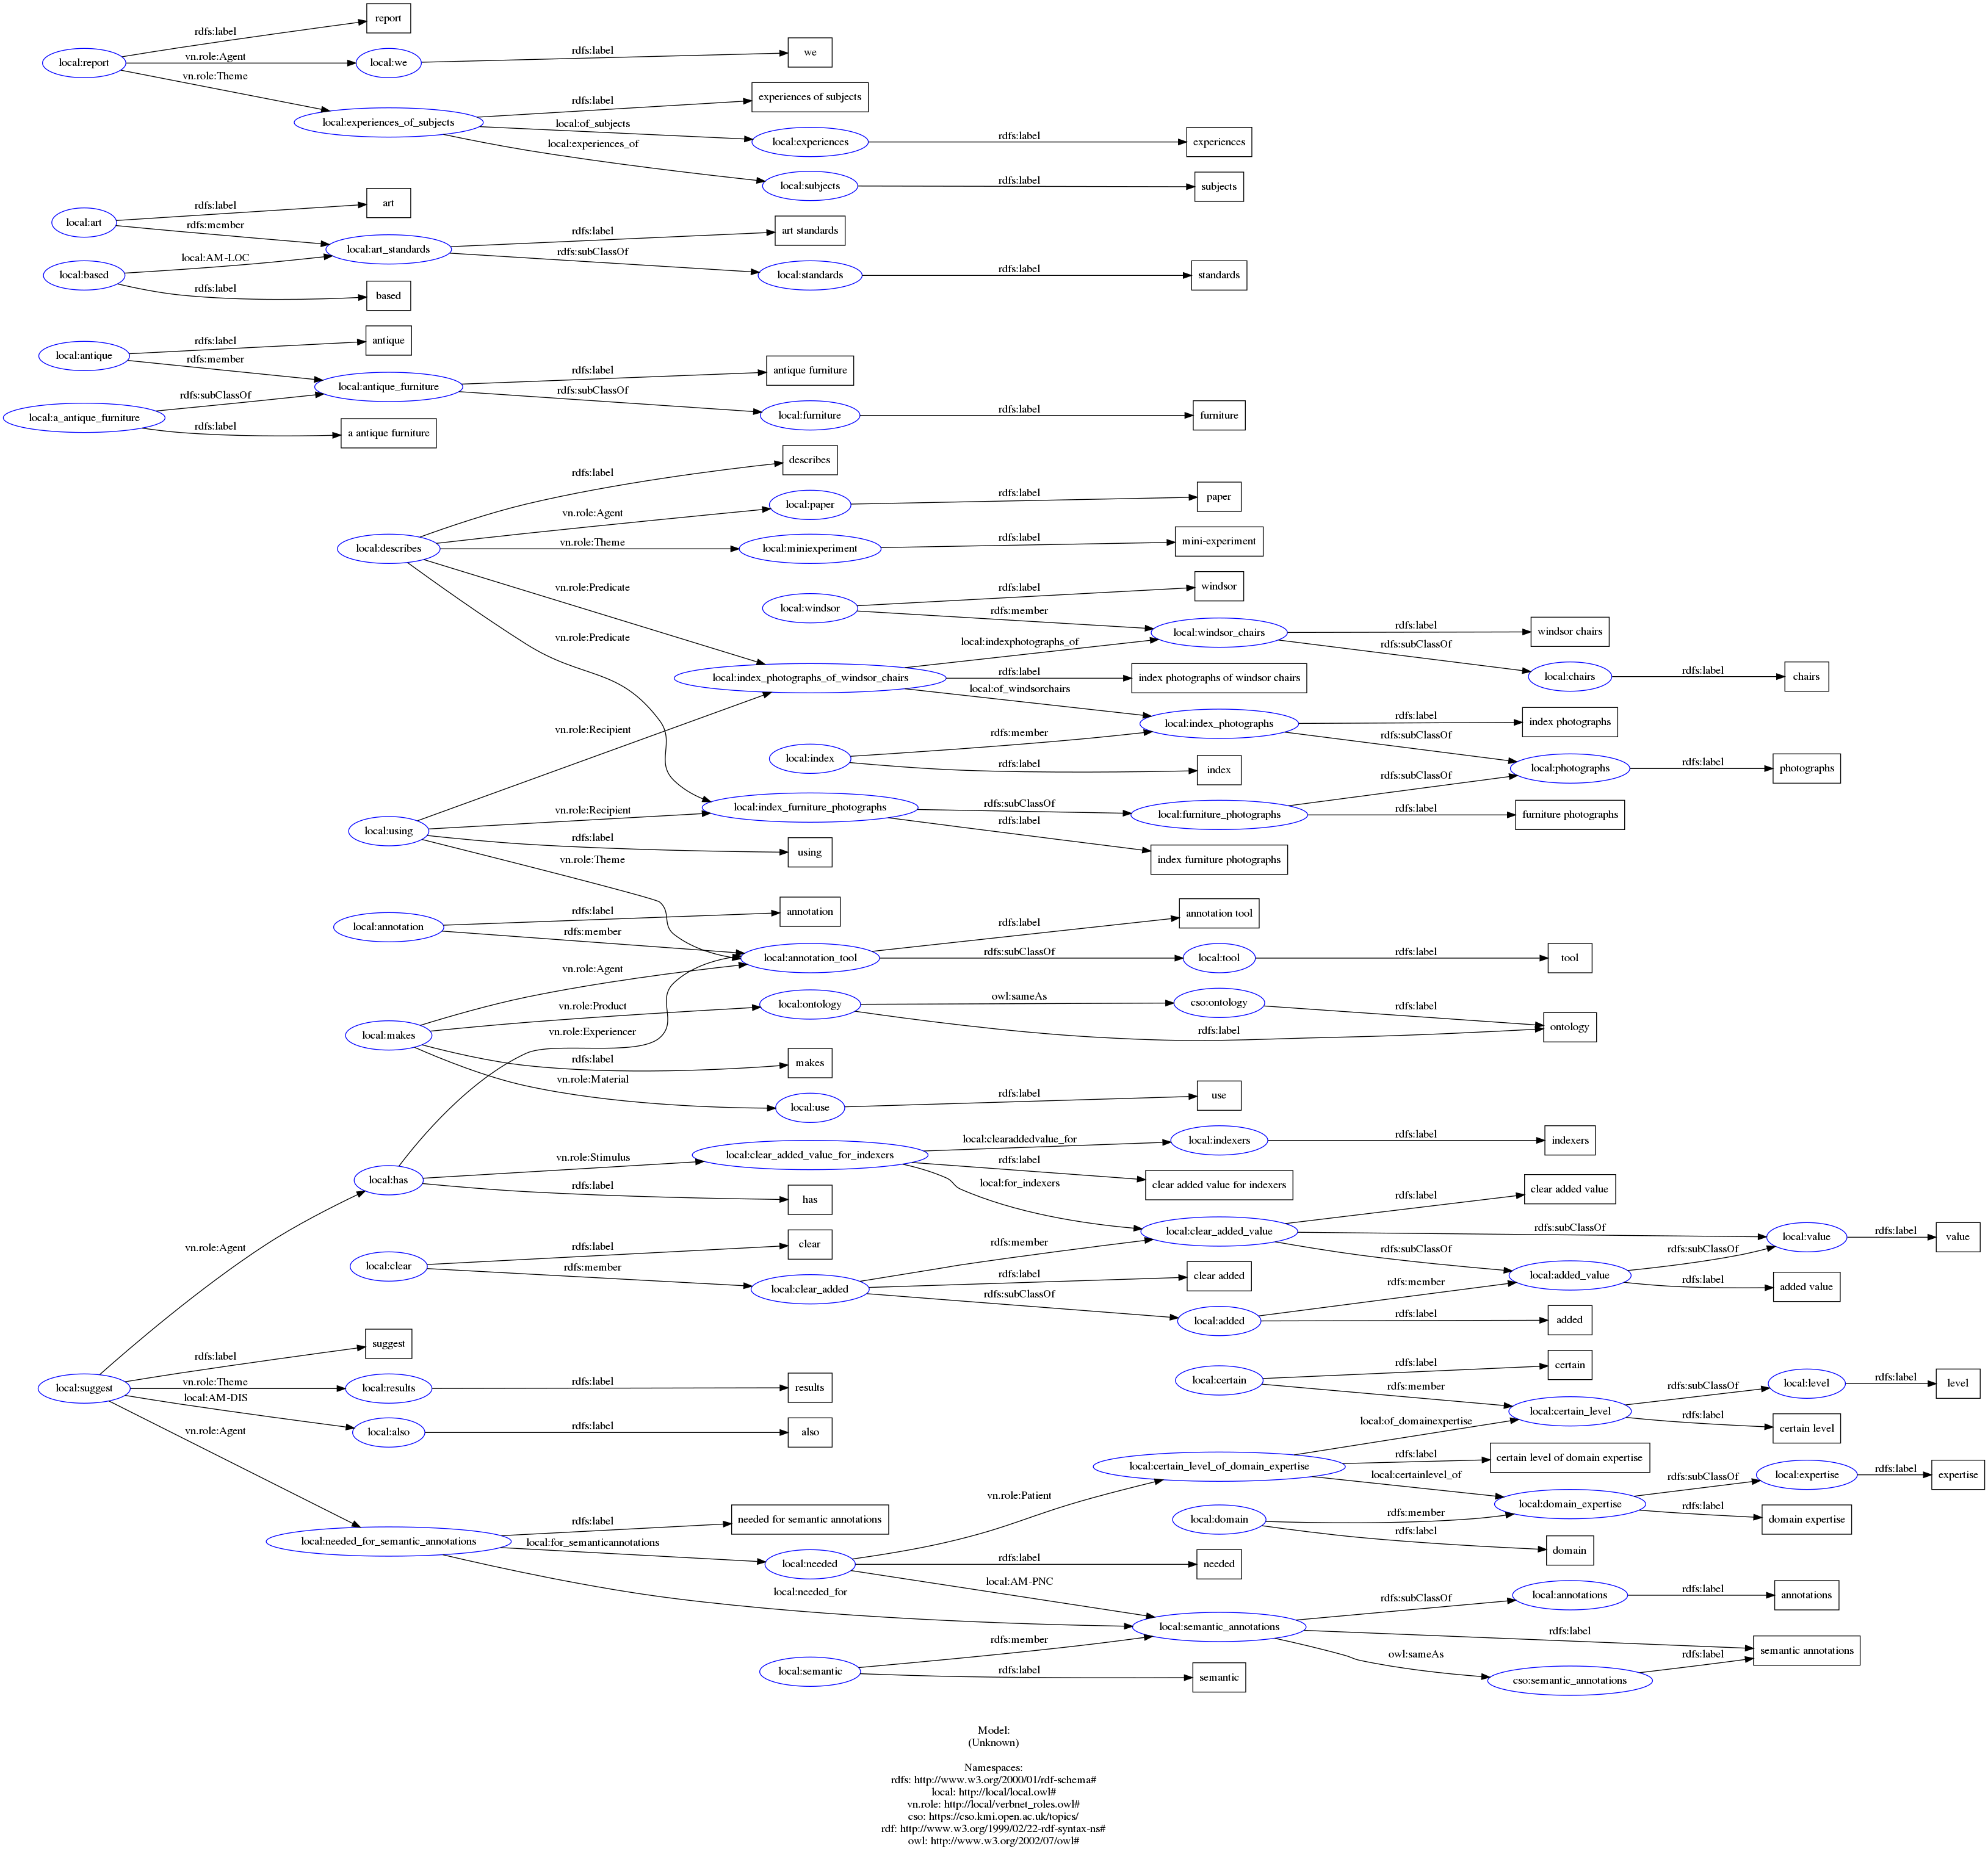 report
rdfs:label
local:report
vn.role:Agent
local:we
rdfs:label
we
vn.role:Theme
local:experiences_of_subjects
rdfs:label
experiences of subjects
local:of_subjects
local:experiences
rdfs:label
experiences
local:experiences_of
local:subjects
rdfs:label
subjects
local:art
rdfs:label
art
rdfs:member
local:art_standards
rdfs:label
art standards
rdfs:subClassOf
local:standards
rdfs:label
standards
local:based
local:AM-LOC
rdfs:label
based
local:antique
rdfs:label
antique
rdfs:member
local:antique_furniture
rdfs:label
antique furniture
rdfs:subClassOf
local:furniture
rdfs:label
furniture
local:a_antique_furniture
rdfs:subClassOf
rdfs:label
a antique furniture
local:describes
rdfs:label
describes
vn.role:Agent
local:paper
rdfs:label
paper
vn.role:Theme
local:miniexperiment
rdfs:label
mini-experiment
vn.role:Predicate
vn.role:Predicate
local:windsor
rdfs:label
windsor
rdfs:member
local:windsor_chairs
rdfs:label
windsor chairs
rdfs:subClassOf
local:chairs
rdfs:label
chairs
local:index_photographs_of_windsor_chairs
local:indexphotographs_of
rdfs:label
index photographs of windsor chairs
local:of_windsorchairs
local:index_photographs
rdfs:label
index photographs
rdfs:subClassOf
local:index
rdfs:member
rdfs:label
index
local:photographs
rdfs:label
photographs
local:using
vn.role:Recipient
vn.role:Recipient
local:index_furniture_photographs
rdfs:subClassOf
local:furniture_photographs
rdfs:subClassOf
rdfs:label
furniture photographs
rdfs:label
index furniture photographs
rdfs:label
using
vn.role:Theme
local:annotation
rdfs:label
annotation
rdfs:member
local:annotation_tool
rdfs:label
annotation tool
rdfs:subClassOf
local:tool
rdfs:label
tool
local:makes
vn.role:Agent
vn.role:Product
local:ontology
owl:sameAs
cso:ontology
rdfs:label
rdfs:label
ontology
vn.role:Experiencer
rdfs:label
makes
vn.role:Material
local:use
rdfs:label
use
local:has
vn.role:Stimulus
local:clear_added_value_for_indexers
local:clearaddedvalue_for
local:indexers
rdfs:label
indexers
rdfs:label
clear added value for indexers
local:for_indexers
rdfs:label
has
local:clear_added_value
rdfs:label
clear added value
rdfs:subClassOf
local:value
rdfs:label
value
rdfs:subClassOf
local:added_value
rdfs:subClassOf
rdfs:label
added value
local:clear
rdfs:label
clear
rdfs:member
local:clear_added
rdfs:member
rdfs:label
clear added
rdfs:subClassOf
local:added
rdfs:member
rdfs:label
added
local:suggest
vn.role:Agent
rdfs:label
suggest
vn.role:Theme
local:results
rdfs:label
results
local:AM-DIS
local:also
rdfs:label
also
vn.role:Agent
local:certain
rdfs:label
certain
rdfs:member
local:certain_level
rdfs:subClassOf
local:level
rdfs:label
level
rdfs:label
certain level
local:certain_level_of_domain_expertise
local:of_domainexpertise
rdfs:label
certain level of domain expertise
local:certainlevel_of
local:domain_expertise
rdfs:subClassOf
local:expertise
rdfs:label
expertise
rdfs:label
domain expertise
local:domain
rdfs:member
rdfs:label
domain
local:needed_for_semantic_annotations
rdfs:label
needed for semantic annotations
local:for_semanticannotations
local:needed
vn.role:Patient
rdfs:label
needed
local:AM-PNC
local:needed_for
local:semantic_annotations
rdfs:subClassOf
local:annotations
rdfs:label
annotations
rdfs:label
semantic annotations
owl:sameAs
cso:semantic_annotations
rdfs:label
local:semantic
rdfs:member
rdfs:label
semantic
Model:
(Unknown)
Namespaces:
rdfs: http://www.w3.org/2000/01/rdf-schema#
local: http://local/local.owl#
vn.role: http://local/verbnet_roles.owl#
cso: https://cso.kmi.open.ac.uk/topics/
rdf: http://www.w3.org/1999/02/22-rdf-syntax-ns#
owl: http://www.w3.org/2002/07/owl#